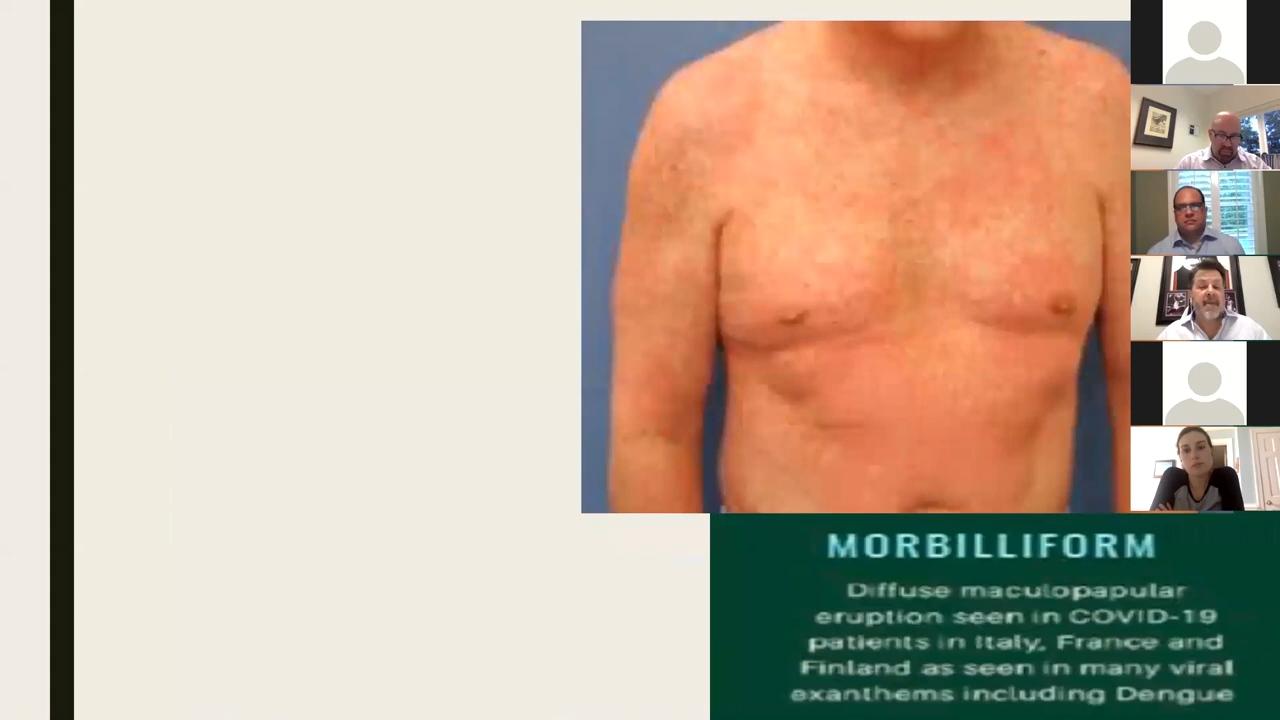 MORBILLIFORM
Diffuse maculopapular
eruption seen in COVID-19
patients in Italy, France and
Finland as seen in many viral
exanthems including Dengue